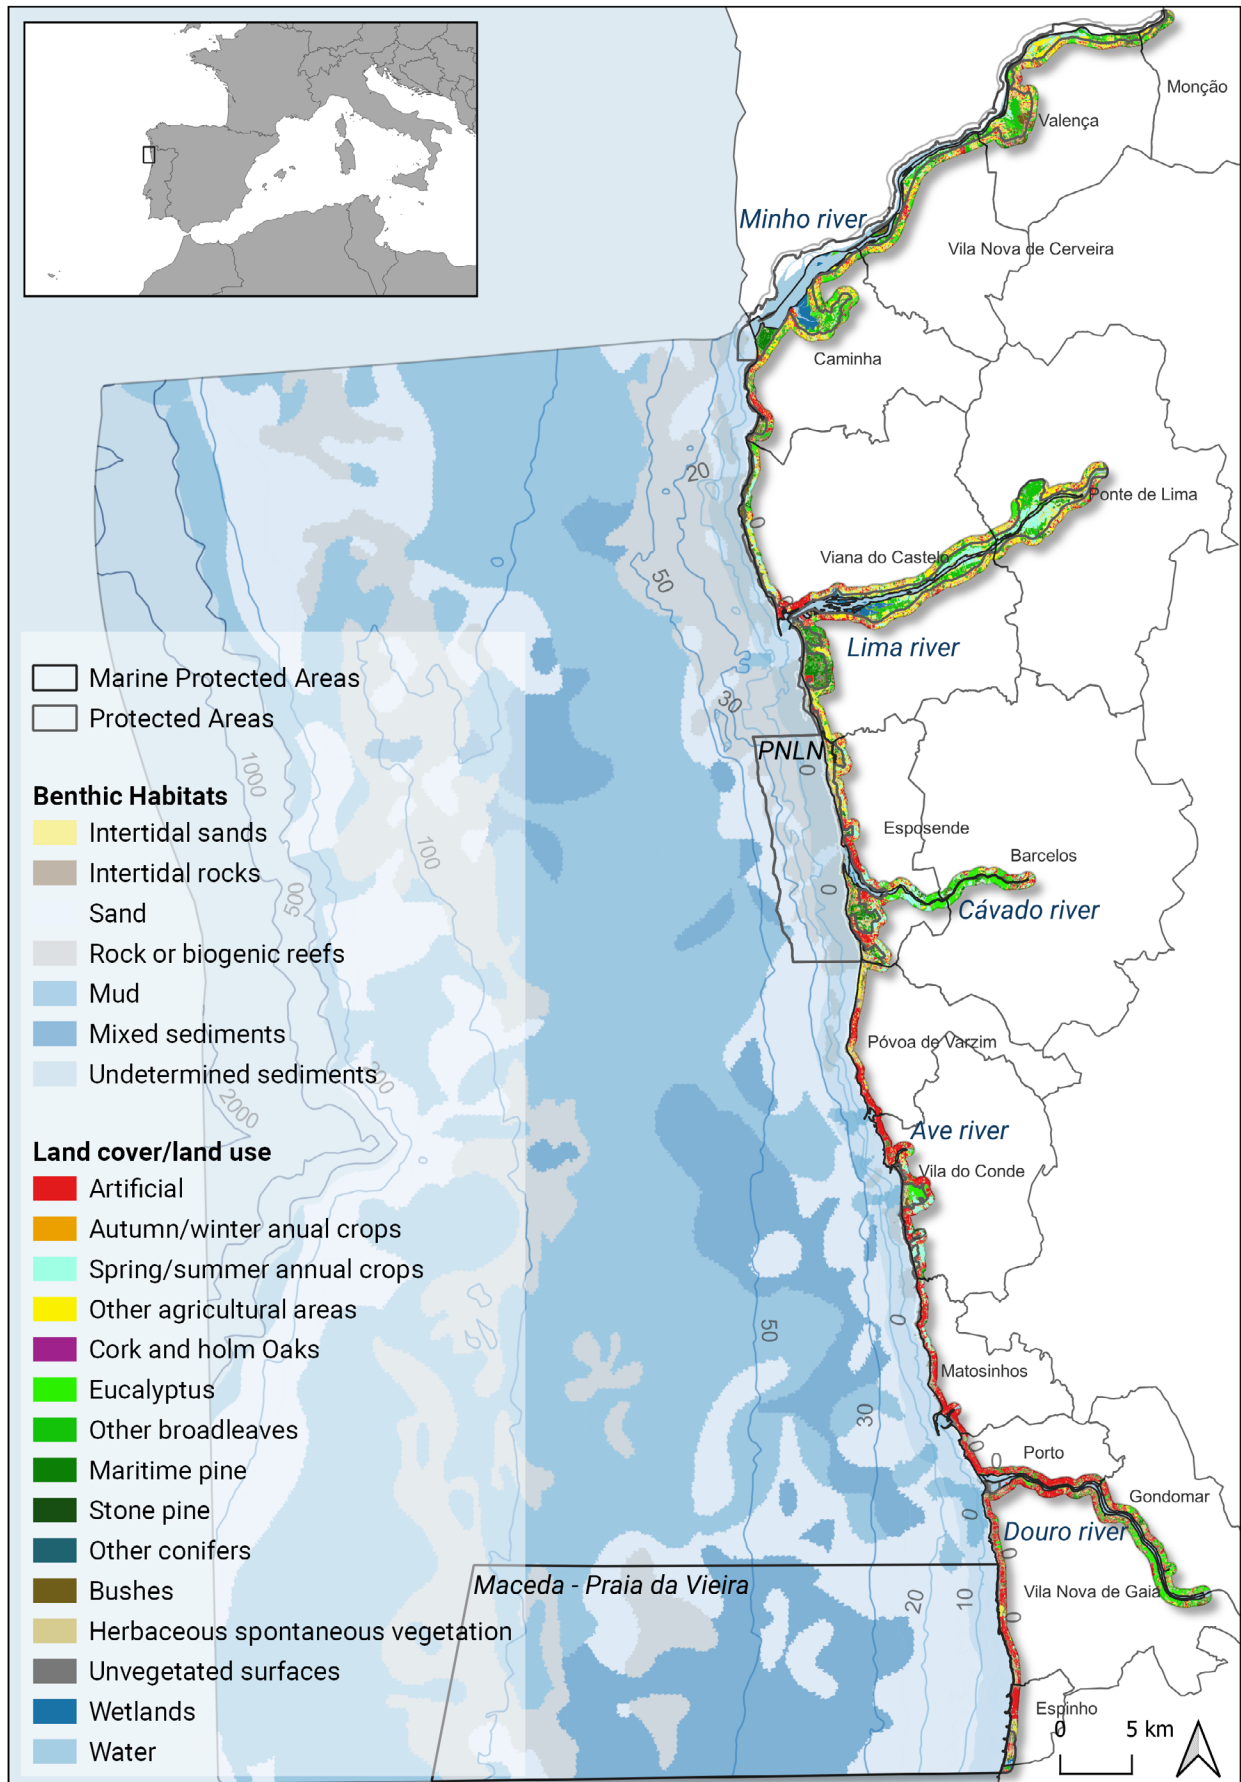 Monção
Valença
Minho river
Vila Nova de Cerveira
Caminha
20
0
Ponte de Lima
Viana do Castelo
50
0
Lima river
Marine Protected Areas
30
Protected Areas
PNLN
1000
0
Benthic Habitats
Intertidal sands
Esposende
100
Barcelos
Intertidal rocks
500
0
Sand
Cávado river
Rock or biogenic reefs
Mud
Mixed sediments
Póvoa de Varzim
Undetermined sediments
200
2000
Ave river
Land cover/land use
Vila do Conde
Artificial
Autumn/winter anual crops
Spring/summer annual crops
Other agricultural areas
50
0
Cork and holm Oaks
Matosinhos
Eucalyptus
30
Other broadleaves
0
Porto
0
Maritime pine
Gondomar
Stone pine
0
Douro river
Other conifers
0
Maceda - Praia da Vieira
Bushes
20
10
Vila Nova de Gaia
0
Herbaceous spontaneous vegetation
Unvegetated surfaces
Wetlands
Espinho
0
5 km
Water